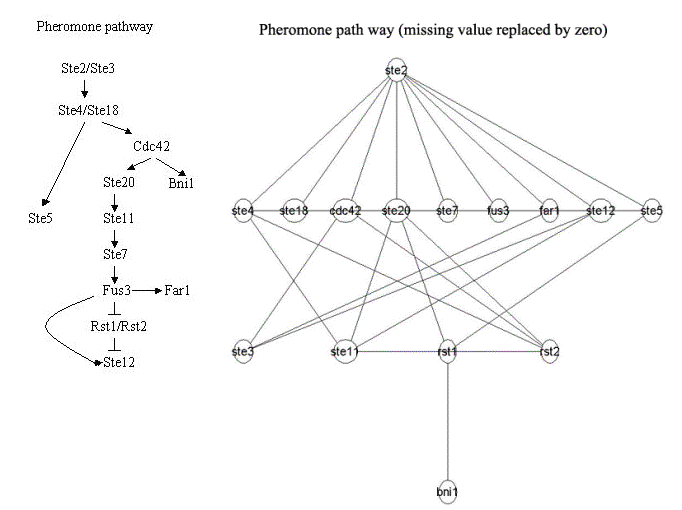 Pheromone pathway
Ste2/Ste3
Ste4/Ste18
Cdc42
Ste20
Bni1
Ste5
Ste11
Ste7
Fus3
Far1
Rst1/Rst2
Ste12
Pheromone path way (missing value replaced by zero)
ste2
ste4 ste18 cdc42 ste20 ste7 fus3 far1 ste12 ste5
ste3 ste11 rst1 rst2
bni1